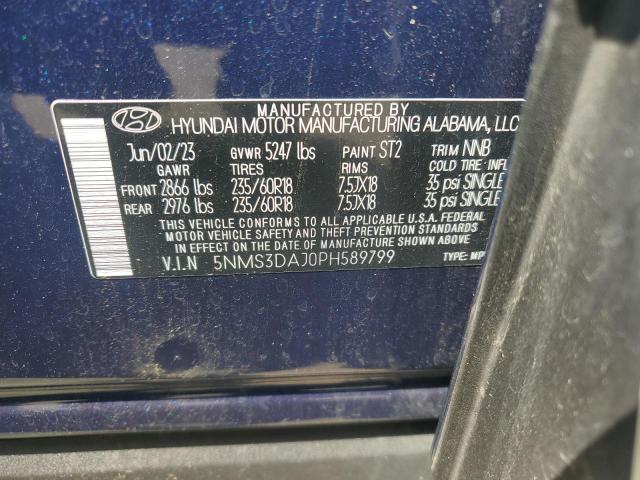 MANUFACTURED BY
HYUNDAI MOTOR MANUFACTURING ALABAMA, LLC
Jun/02/23 GVWR 5247 lbs PAINT ST2 TRIM NNB
GAWR TIRES RIMS COLD TIRE INFL
FRONT 2866 lbs 235/60R18 7.5JX18 35 psi SINGLE
REAR 2976 lbs 235/60R18 7.5JX18 35 psi SINGLE
THIS VEHICLE CONFORMS TO ALL APPLICABLE U.S.A. FEDERAL
MOTOR VEHICLE SAFETY AND THEFT PREVENTION STANDARDS
IN EFFECT ON THE DATE OF MANUFACTURE SHOWN ABOVE.
V.I.N 5NMS3DAJ0PH589799 TYPE: MP